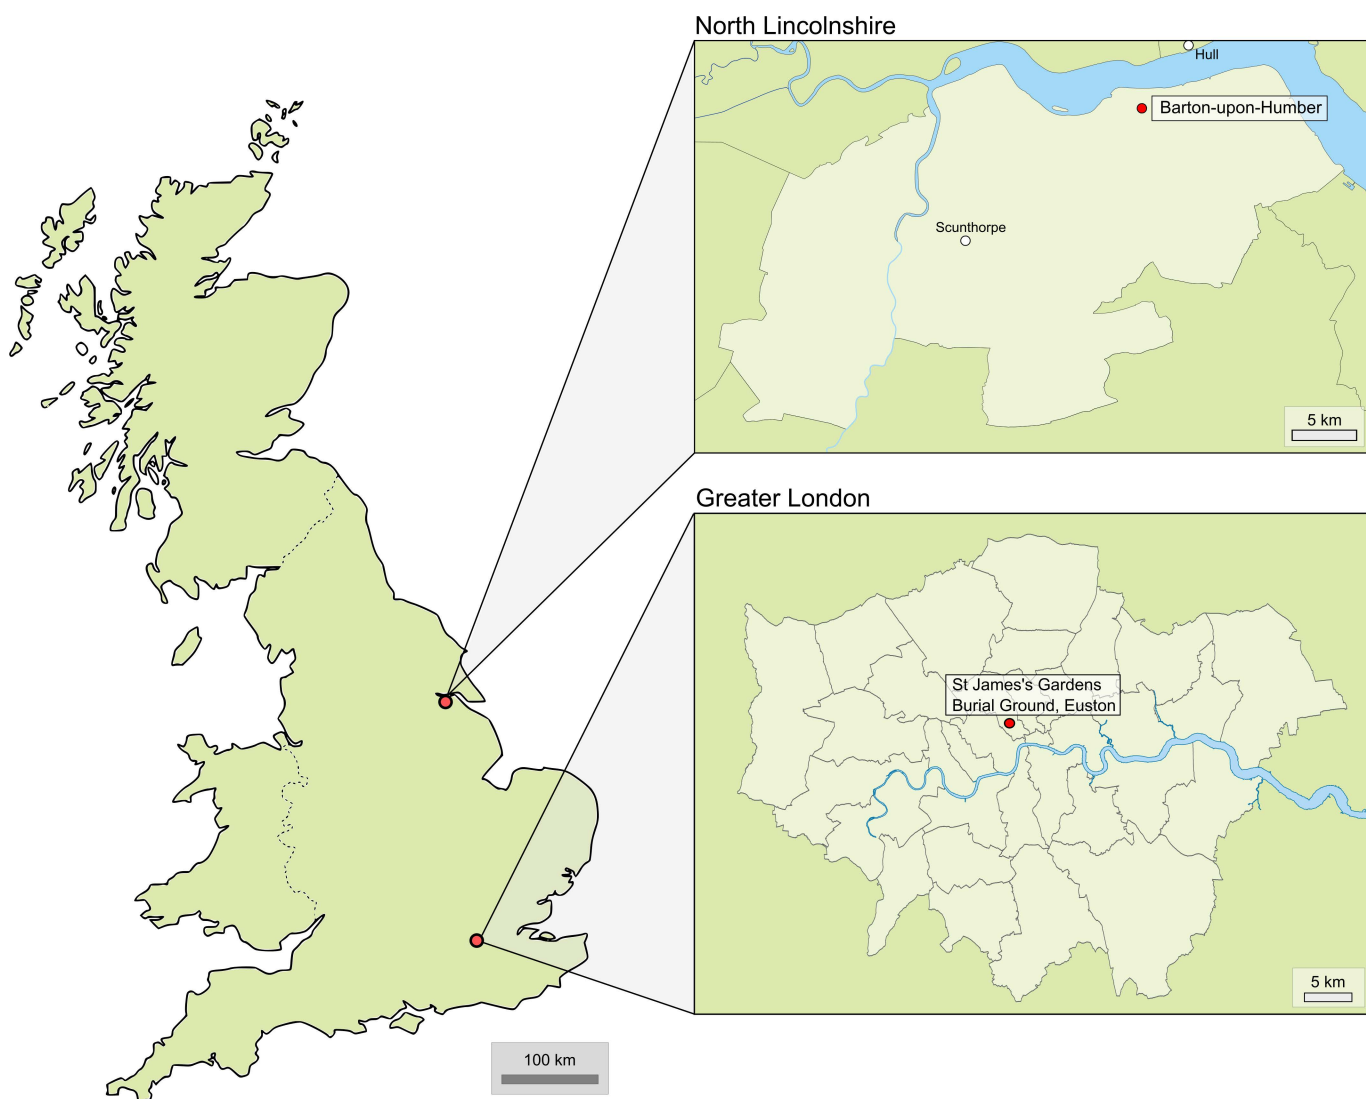 North Lincolnshire
Hull
Barton-upon-Humber
Scunthorpe
5 km
Greater London
St James's Gardens
Burial Ground, Euston
5 km
100 km